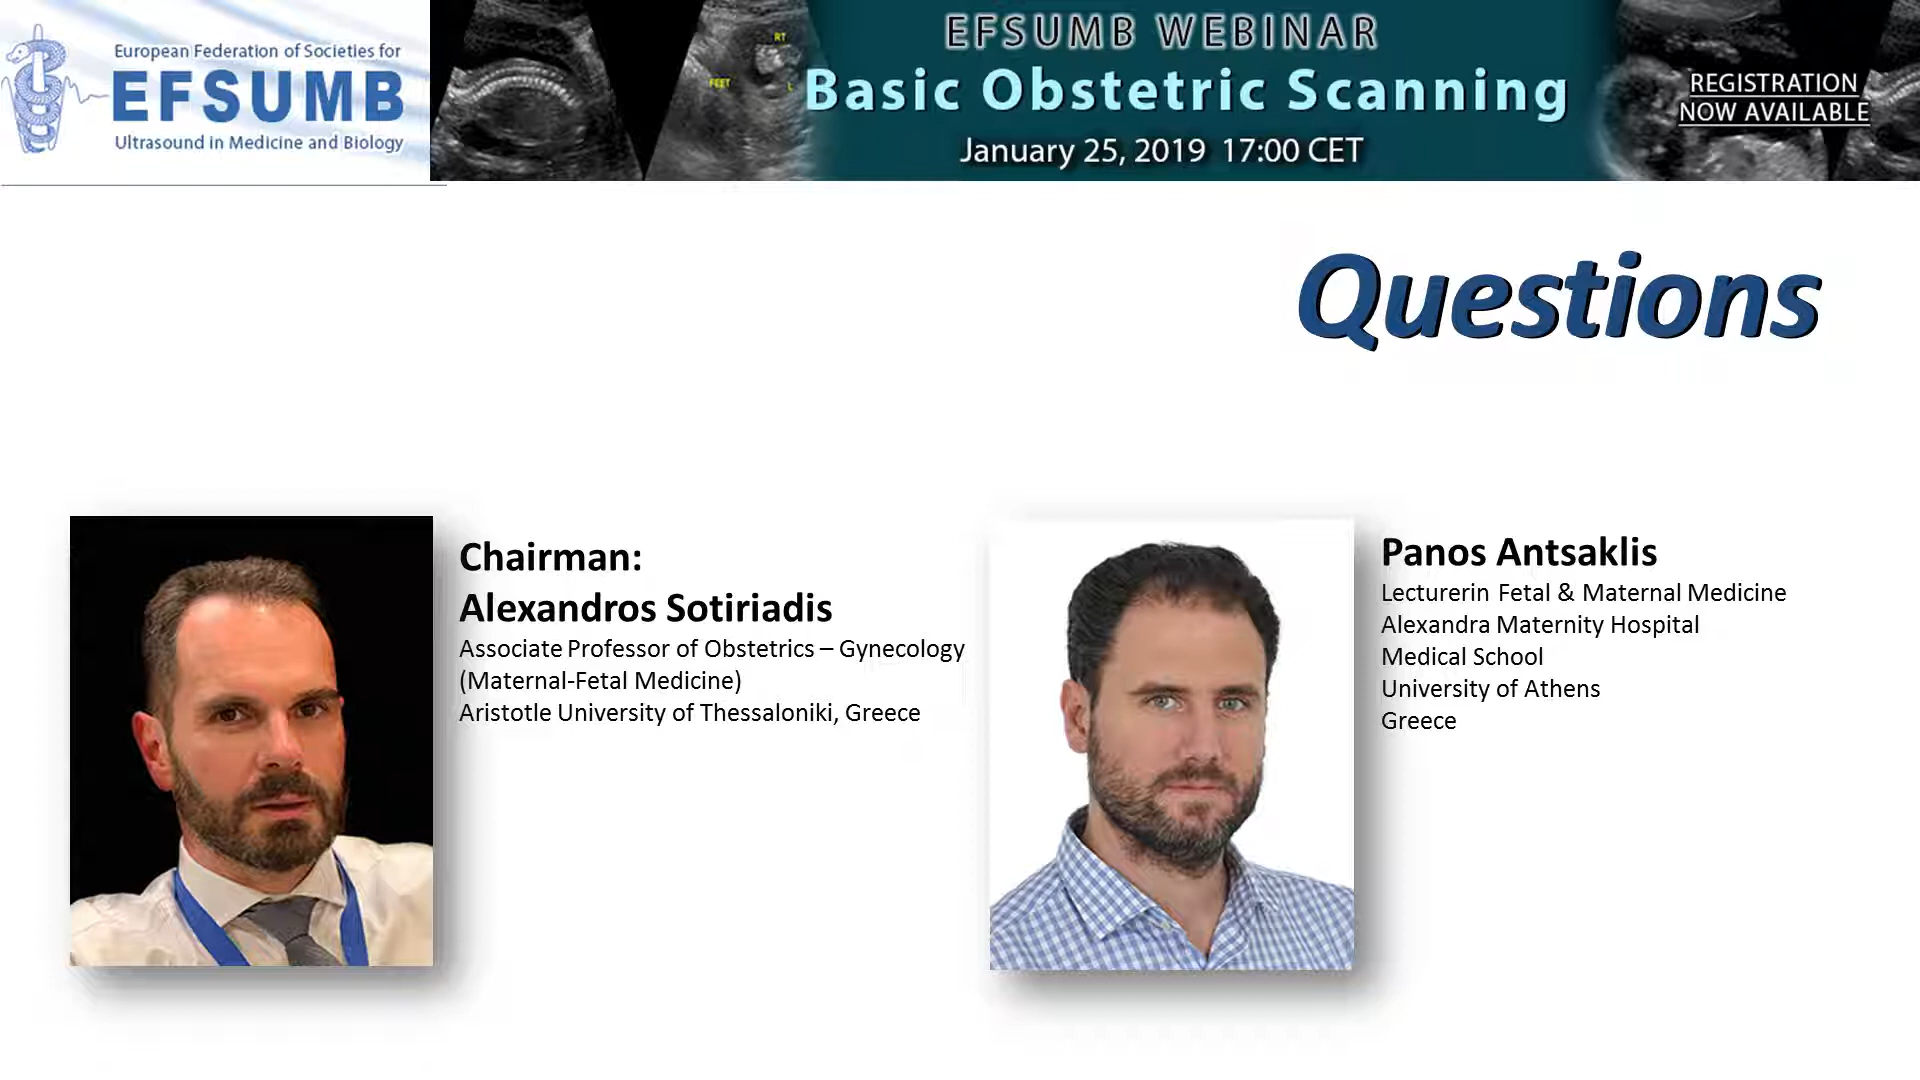 European Federation of Societies for
EFSUMB
Ultrasound in Medicine and Biology
RT
FEET
L
EFSUMB WEBINAR
Basic Obstetric Scanning
January 25, 2019 17:00 CET
REGISTRATION
NOW AVAILABLE
Questions
Chairman:
Alexandros Sotiriadis
Associate Professor of Obstetrics – Gynecology
(Maternal-Fetal Medicine)
Aristotle University of Thessaloniki, Greece
Panos Antsaklis
Lecturerin Fetal & Maternal Medicine
Alexandra Maternity Hospital
Medical School
University of Athens
Greece